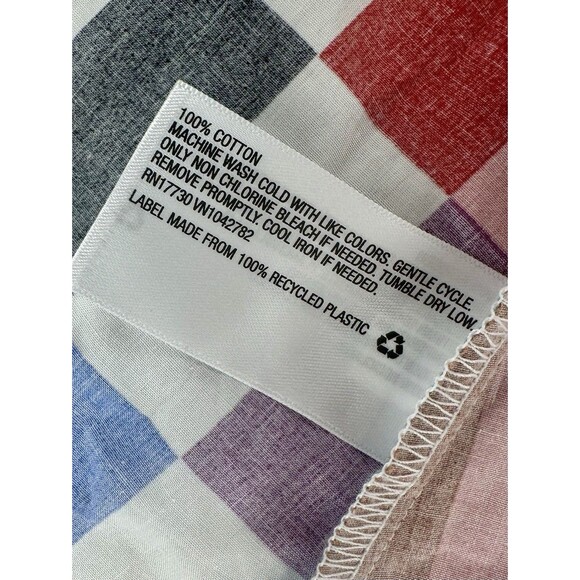 100% COTTON
MACHINE WASH COLD WITH LIKE COLORS. GENTLE CYCLE.
ONLY NON CHLORINE BLEACH IF NEEDED. TUMBLE DRY LOW.
REMOVE PROMPTLY. COOL IRON IF NEEDED.
RN17730 VN1042782
LABEL MADE FROM 100% RECYCLED PLASTIC